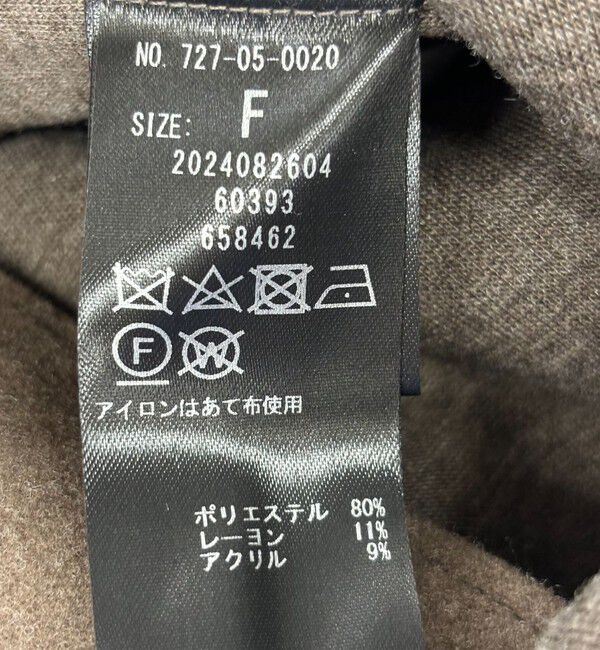 NO. 727-05-0020
SIZE: F
2024082604
60393
658462
F W
アイロンはあて布使用
ポリエステル 80%
レーヨン 11%
アクリル 9%